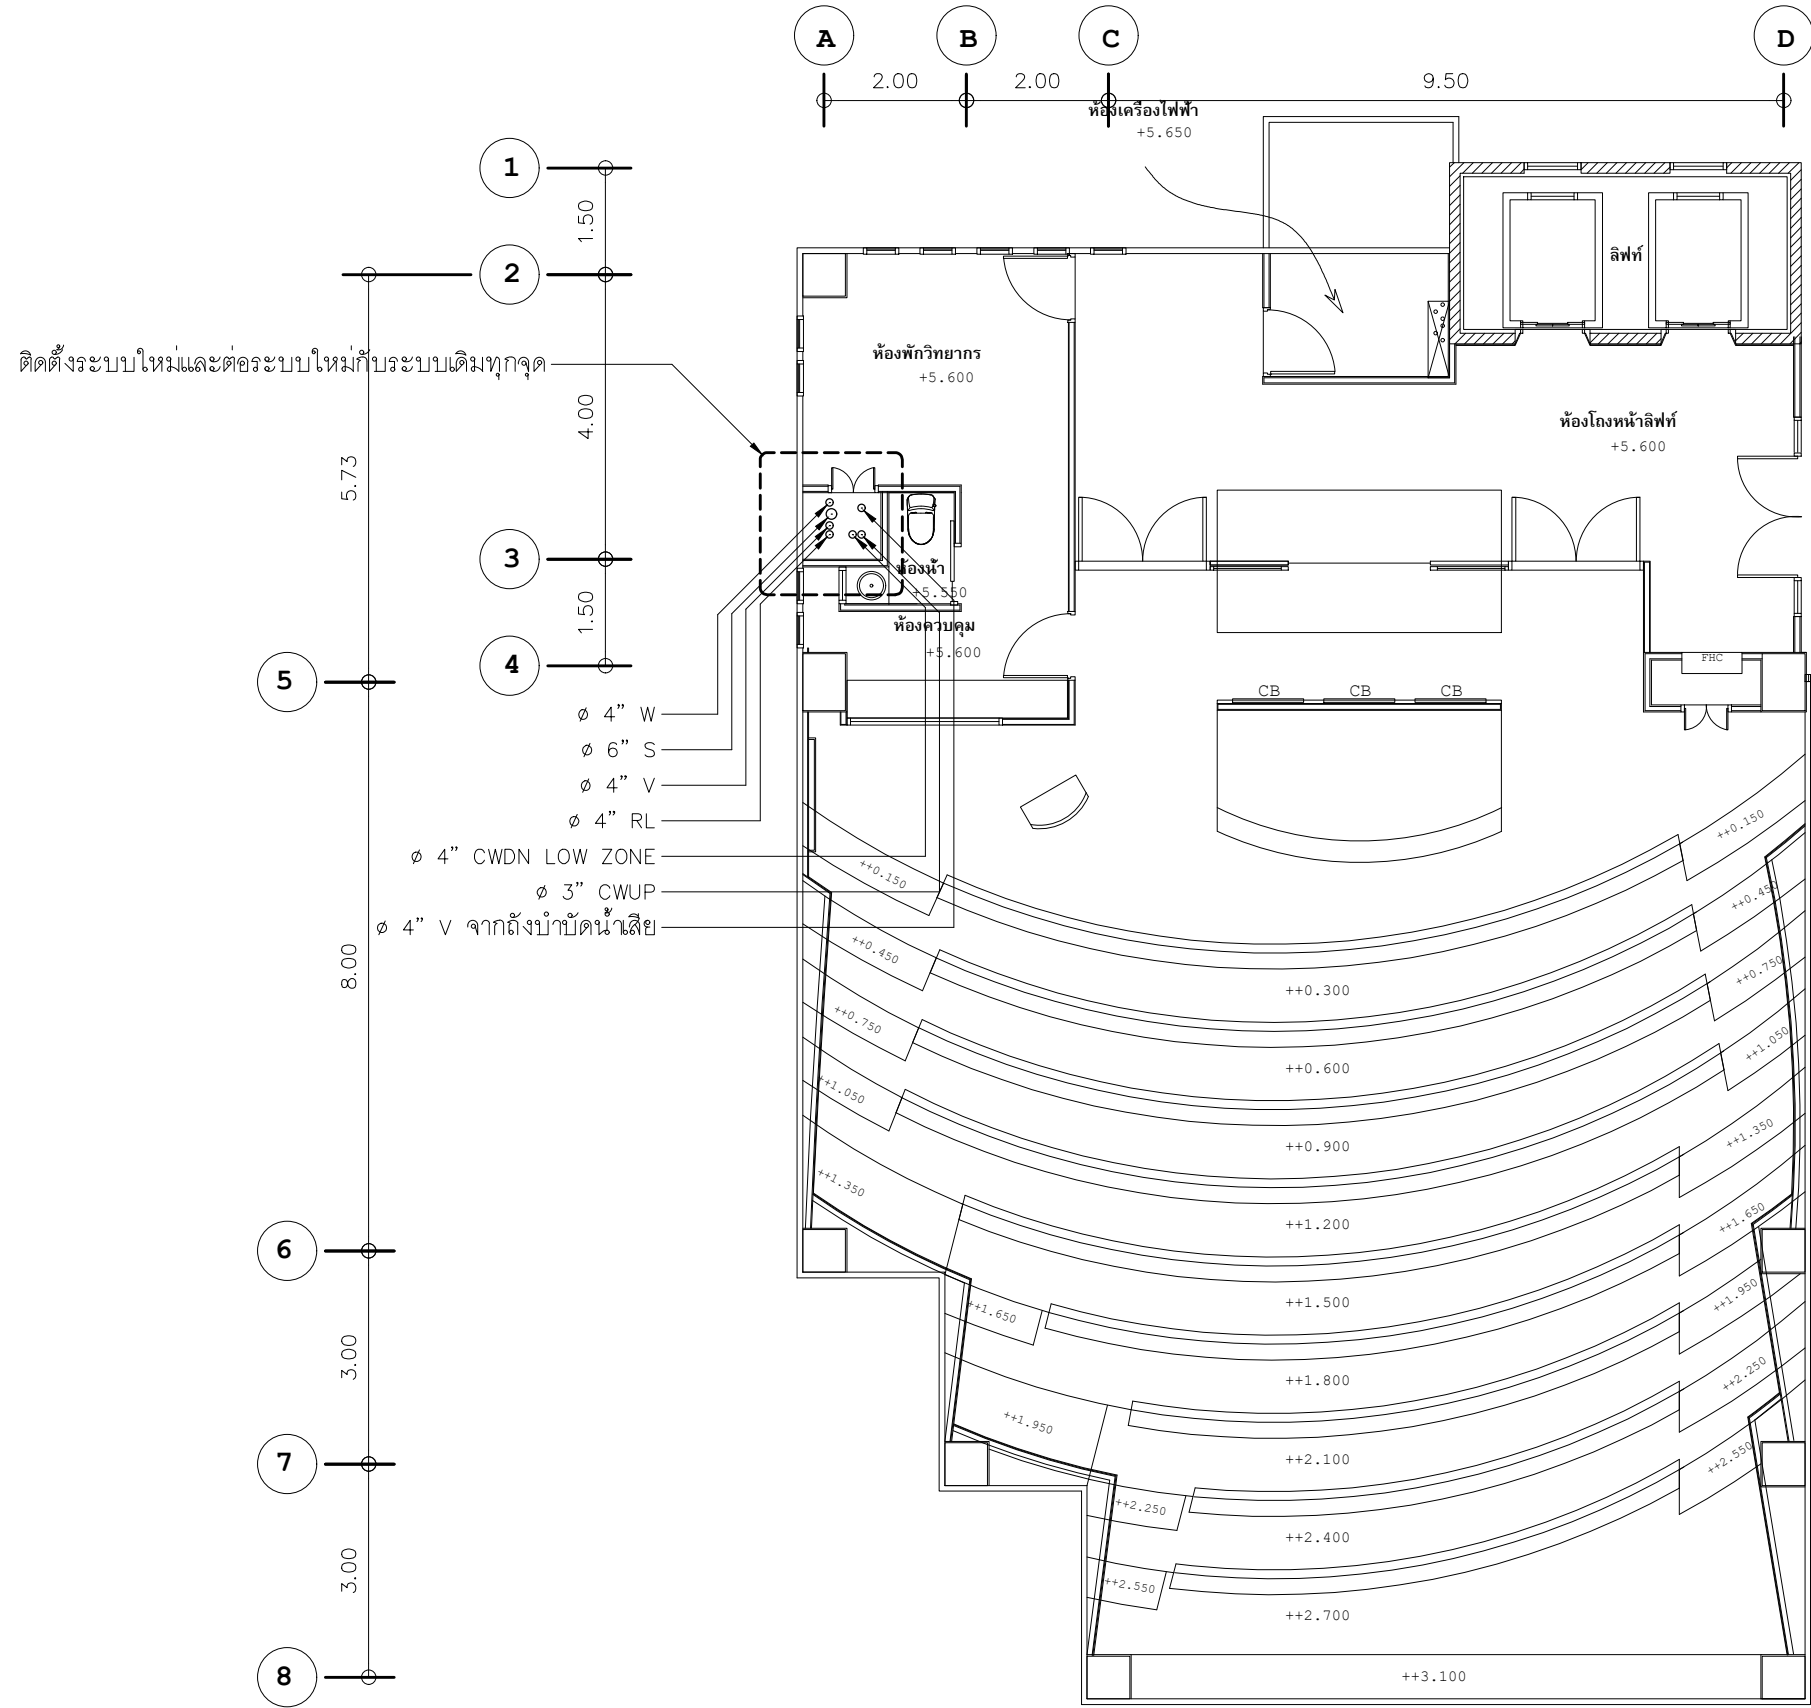 A B C D
2.00 2.00 9.50
ห้องเครื่องไฟฟ้า
+5.650
1
1.50
2
ลิฟท์
ห้องพักวิทยากร
+5.600
ติดตั้งระบบใหม่และต่อระบบใหม่กับระบบเดิมทุกจุด
4.00
ห้องโถงหน้าลิฟท์
+5.600
5.73
3
ห้องน้ำ
+5.550
1.50
ห้องควบคุม
+5.600
4
FHC
5
CB CB CB
ø 4" W
ø 6" S
ø 4" V
ø 4" RL
ø 4" CWDN LOW ZONE
ø 3" CWUP
ø 4" V จากถังบำบัดน้ำเสีย
++0.150
++0.150
++0.450
++0.450
8.00
++0.300
++0.750
++0.750
++0.600
++1.050
++1.050
++0.900
++1.350
++1.350
++1.200
++1.650
6
++1.500
++1.650
++1.950
3.00
++1.800
++2.250
++1.950
7
++2.100
++2.550
++2.250
++2.400
3.00
++2.550
++2.700
8
++3.100